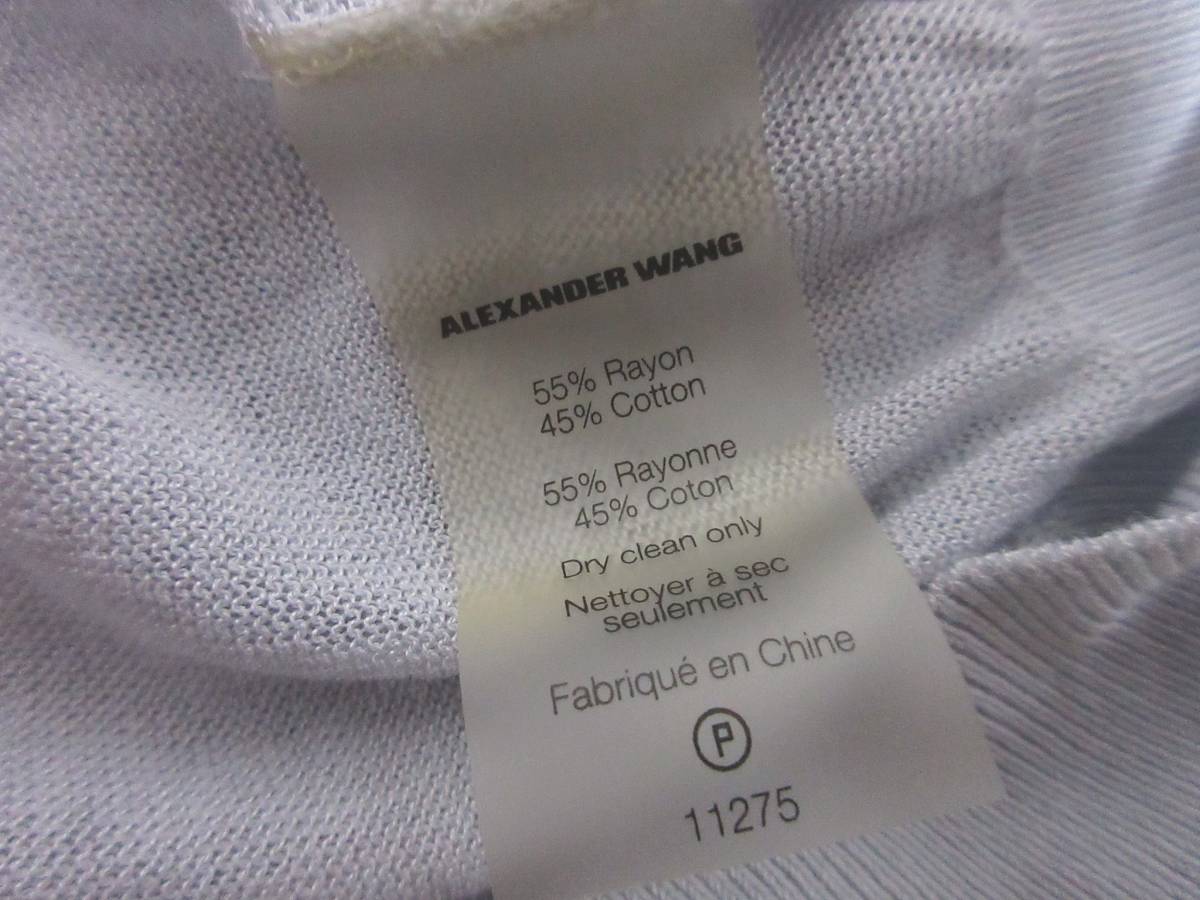 ALEXANDER WANG
55% Rayon
45% Cotton
55% Rayonne
45% Coton
Dry clean only
Nettoyer à sec
seulement
Fabriqué en Chine
P
11275